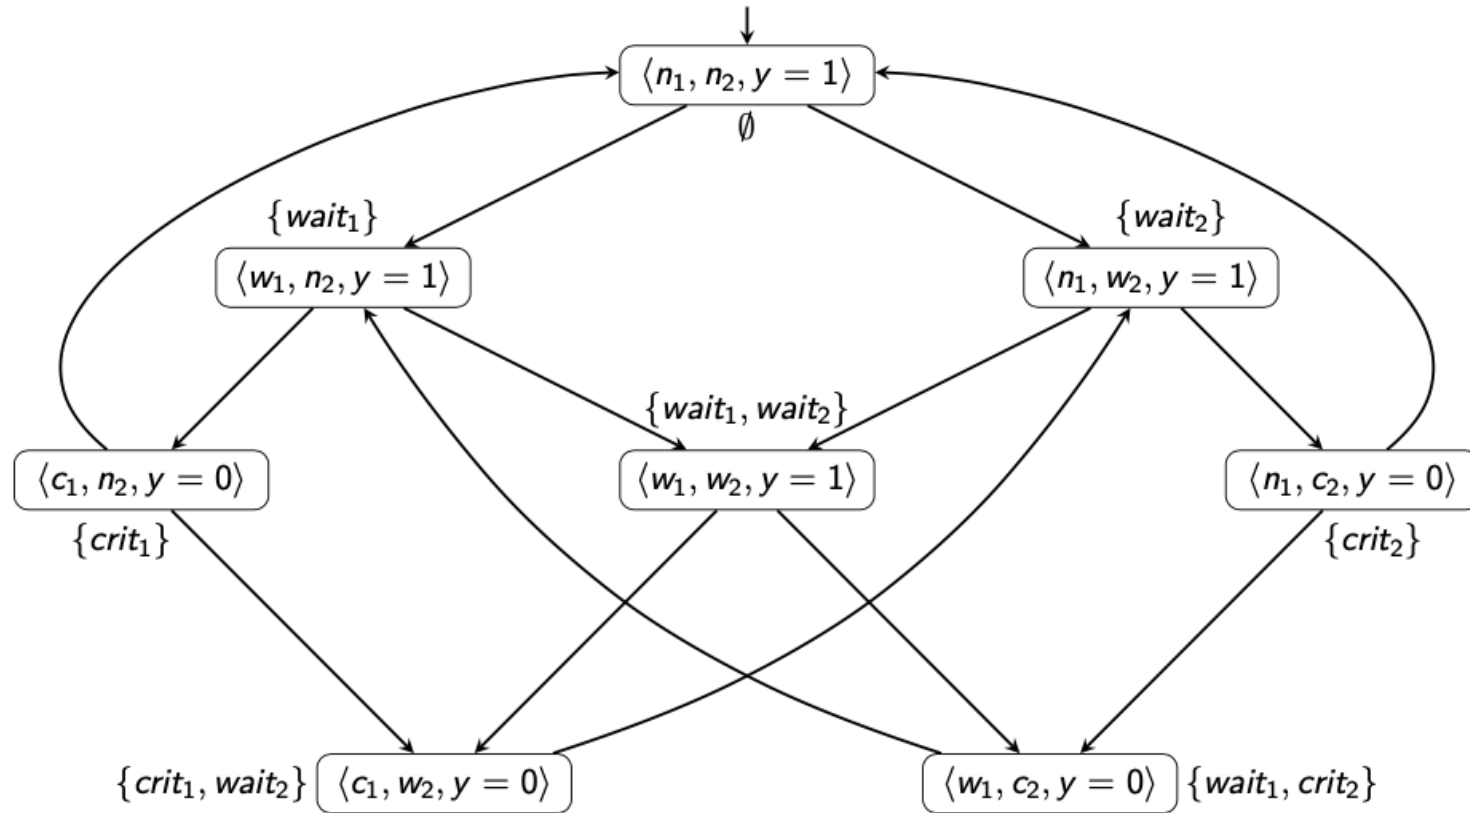 ⟨n₁, n₂, y = 1⟩
∅
{wait₁}
{wait₂}
⟨w₁, n₂, y = 1⟩
⟨n₁, w₂, y = 1⟩
{wait₁, wait₂}
⟨c₁, n₂, y = 0⟩
⟨w₁, w₂, y = 1⟩
⟨n₁, c₂, y = 0⟩
{crit₁}
{crit₂}
{crit₁, wait₂}
⟨c₁, w₂, y = 0⟩
⟨w₁, c₂, y = 0⟩
{wait₁, crit₂}